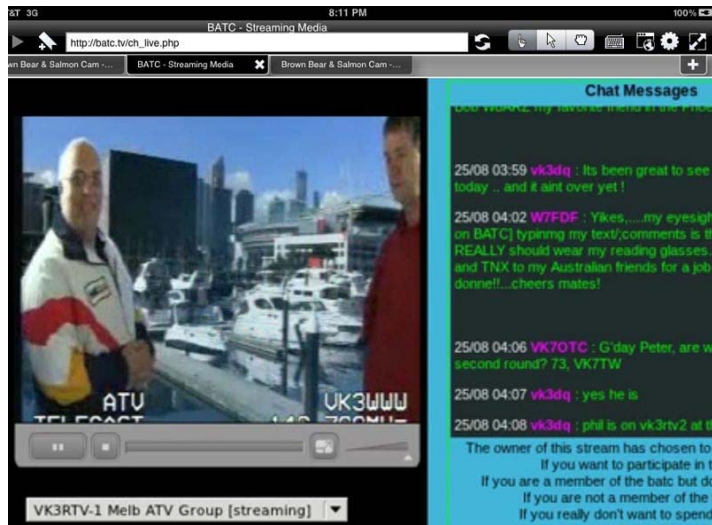 AT&T 3G 8:11 PM 100%
BATC - Streaming Media
http://batc.tv/ch_live.php
wn Bear & Salmon Cam -... BATC - Streaming Media Brown Bear & Salmon Cam -...
Chat Messages
25/08 03:59 vk3dq : Its been great to see
today .. and it aint over yet !
25/08 04:02 W7FDF : Yikes,....my eyesigh
on BATC] typinmg my text/;comments is th
REALLY should wear my reading glasses.
and TNX to my Australian friends for a job
donne!!...cheers mates!
25/08 04:06 VK7OTC : G'day Peter, are w
second round? 73, VK7TW
25/08 04:07 vk3dq : yes he is
25/08 04:08 vk3dq : phil is on vk3rtv2 at th
ATV VK3WWW
TELECAST
VK3RTV-1 Melb ATV Group [streaming]
The owner of this stream has chosen to
If you want to participate in t
If you are a member of the batc but do
If you are not a member of the
If you really don't want to spend